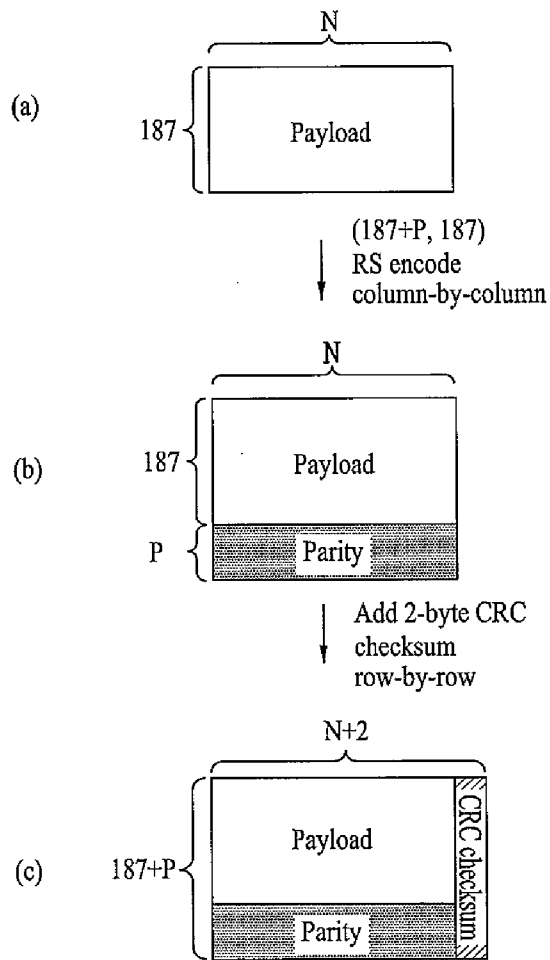 N
(a)
187
Payload
(187+P, 187)
RS encode
column-by-column
N
(b)
187
Payload
P
Parity
Add 2-byte CRC
checksum
row-by-row
N+2
(c)
187+P
Payload
CRC checksum
Parity